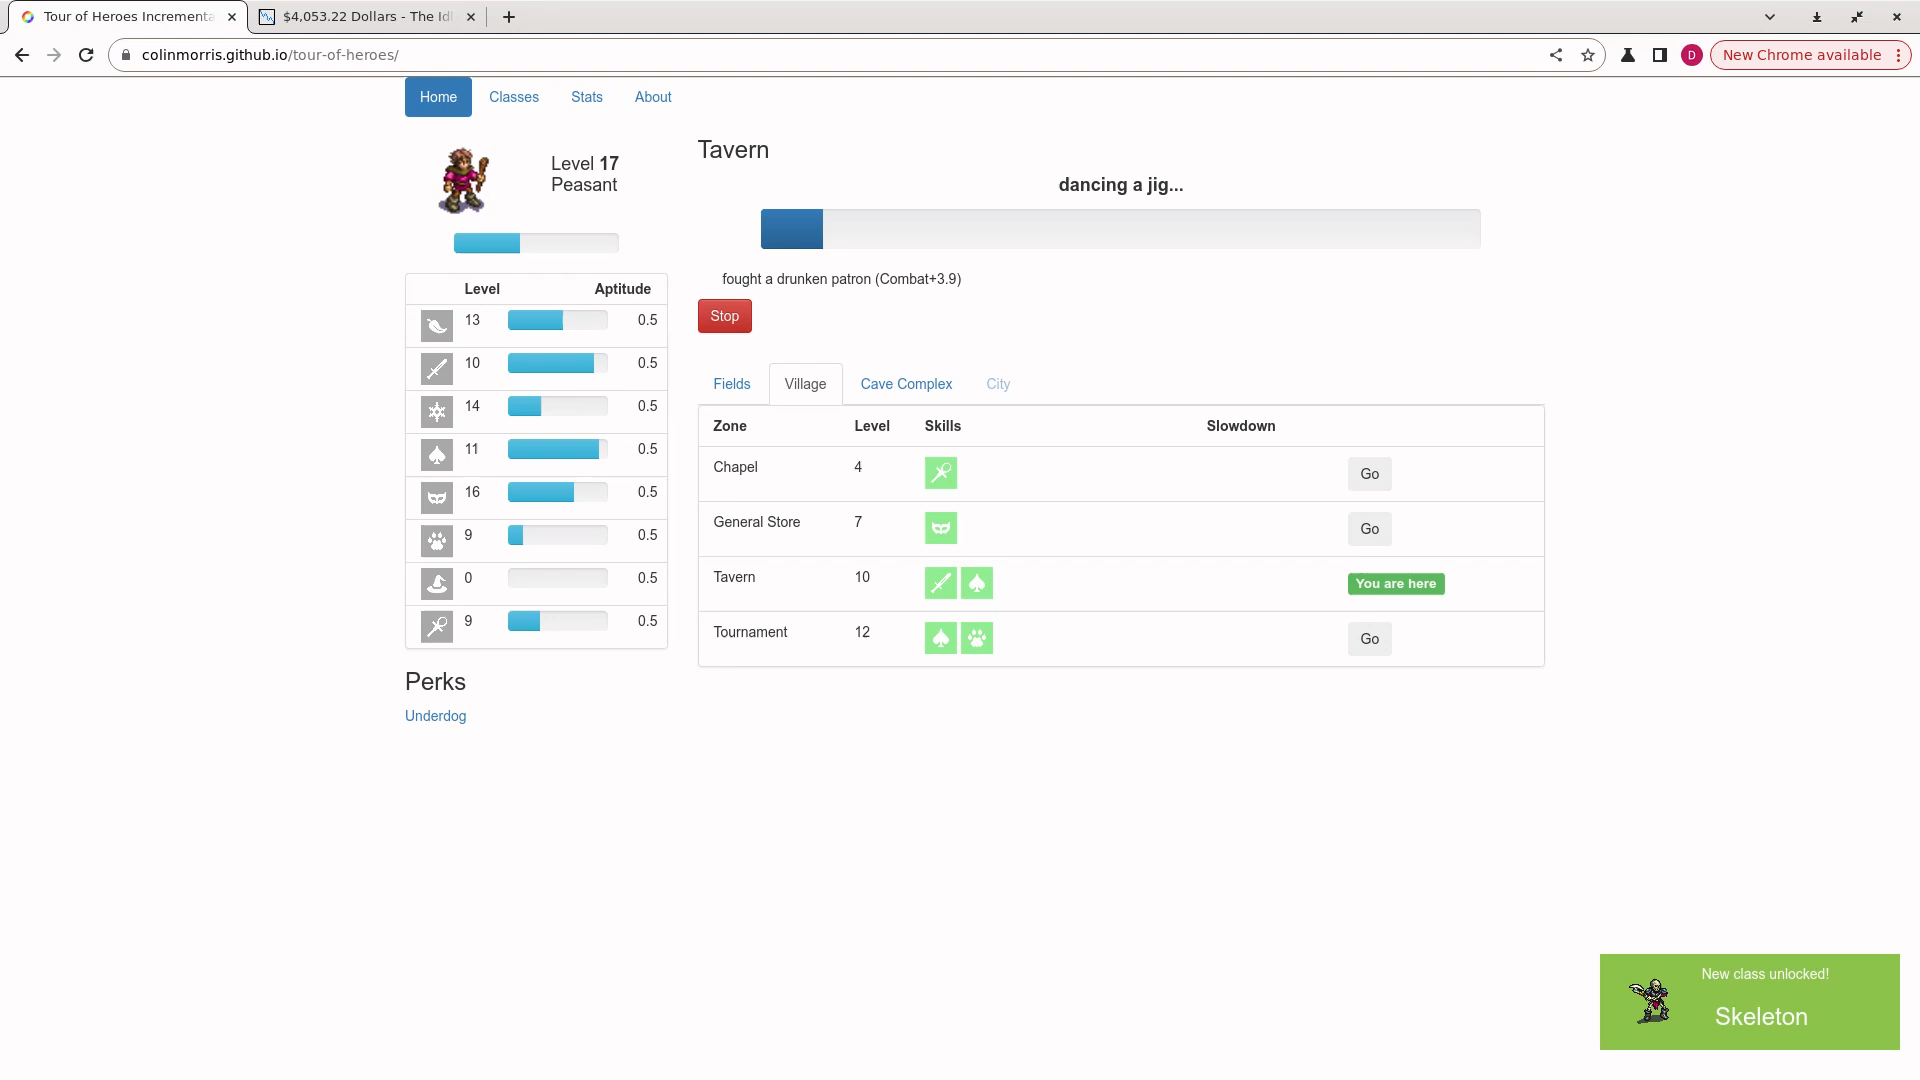 Tour of Heroes Incrementa
$4,053.22 Dollars - The Idl
colinmorris.github.io/tour-of-heroes/
D
New Chrome available
Home Classes Stats About
Level 17
Peasant
Level Aptitude
13 0.5
10 0.5
14 0.5
11 0.5
16 0.5
9 0.5
0 0.5
9 0.5
Perks
Underdog
Tavern
dancing a jig...
fought a drunken patron (Combat+3.9)
Stop
Fields Village Cave Complex City
Zone Level Skills Slowdown
Chapel 4 Go
General Store 7 Go
Tavern 10 You are here
Tournament 12 Go
New class unlocked!
Skeleton